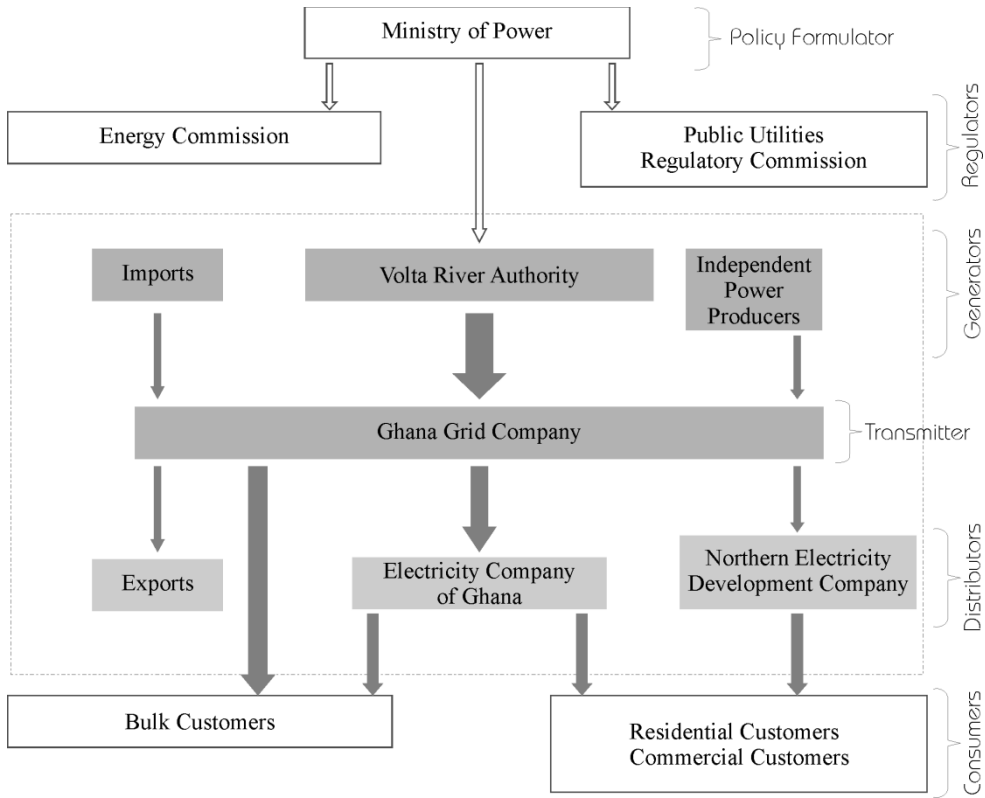 Ministry of Power
Policy Formulator
Energy Commission
Public Utilities
Regulatory Commission
Regulators
Imports
Volta River Authority
Independent
Power
Producers
Generators
Ghana Grid Company
Transmitter
Exports
Electricity Company
of Ghana
Northern Electricity
Development Company
Distributors
Bulk Customers
Residential Customers
Commercial Customers
Consumers